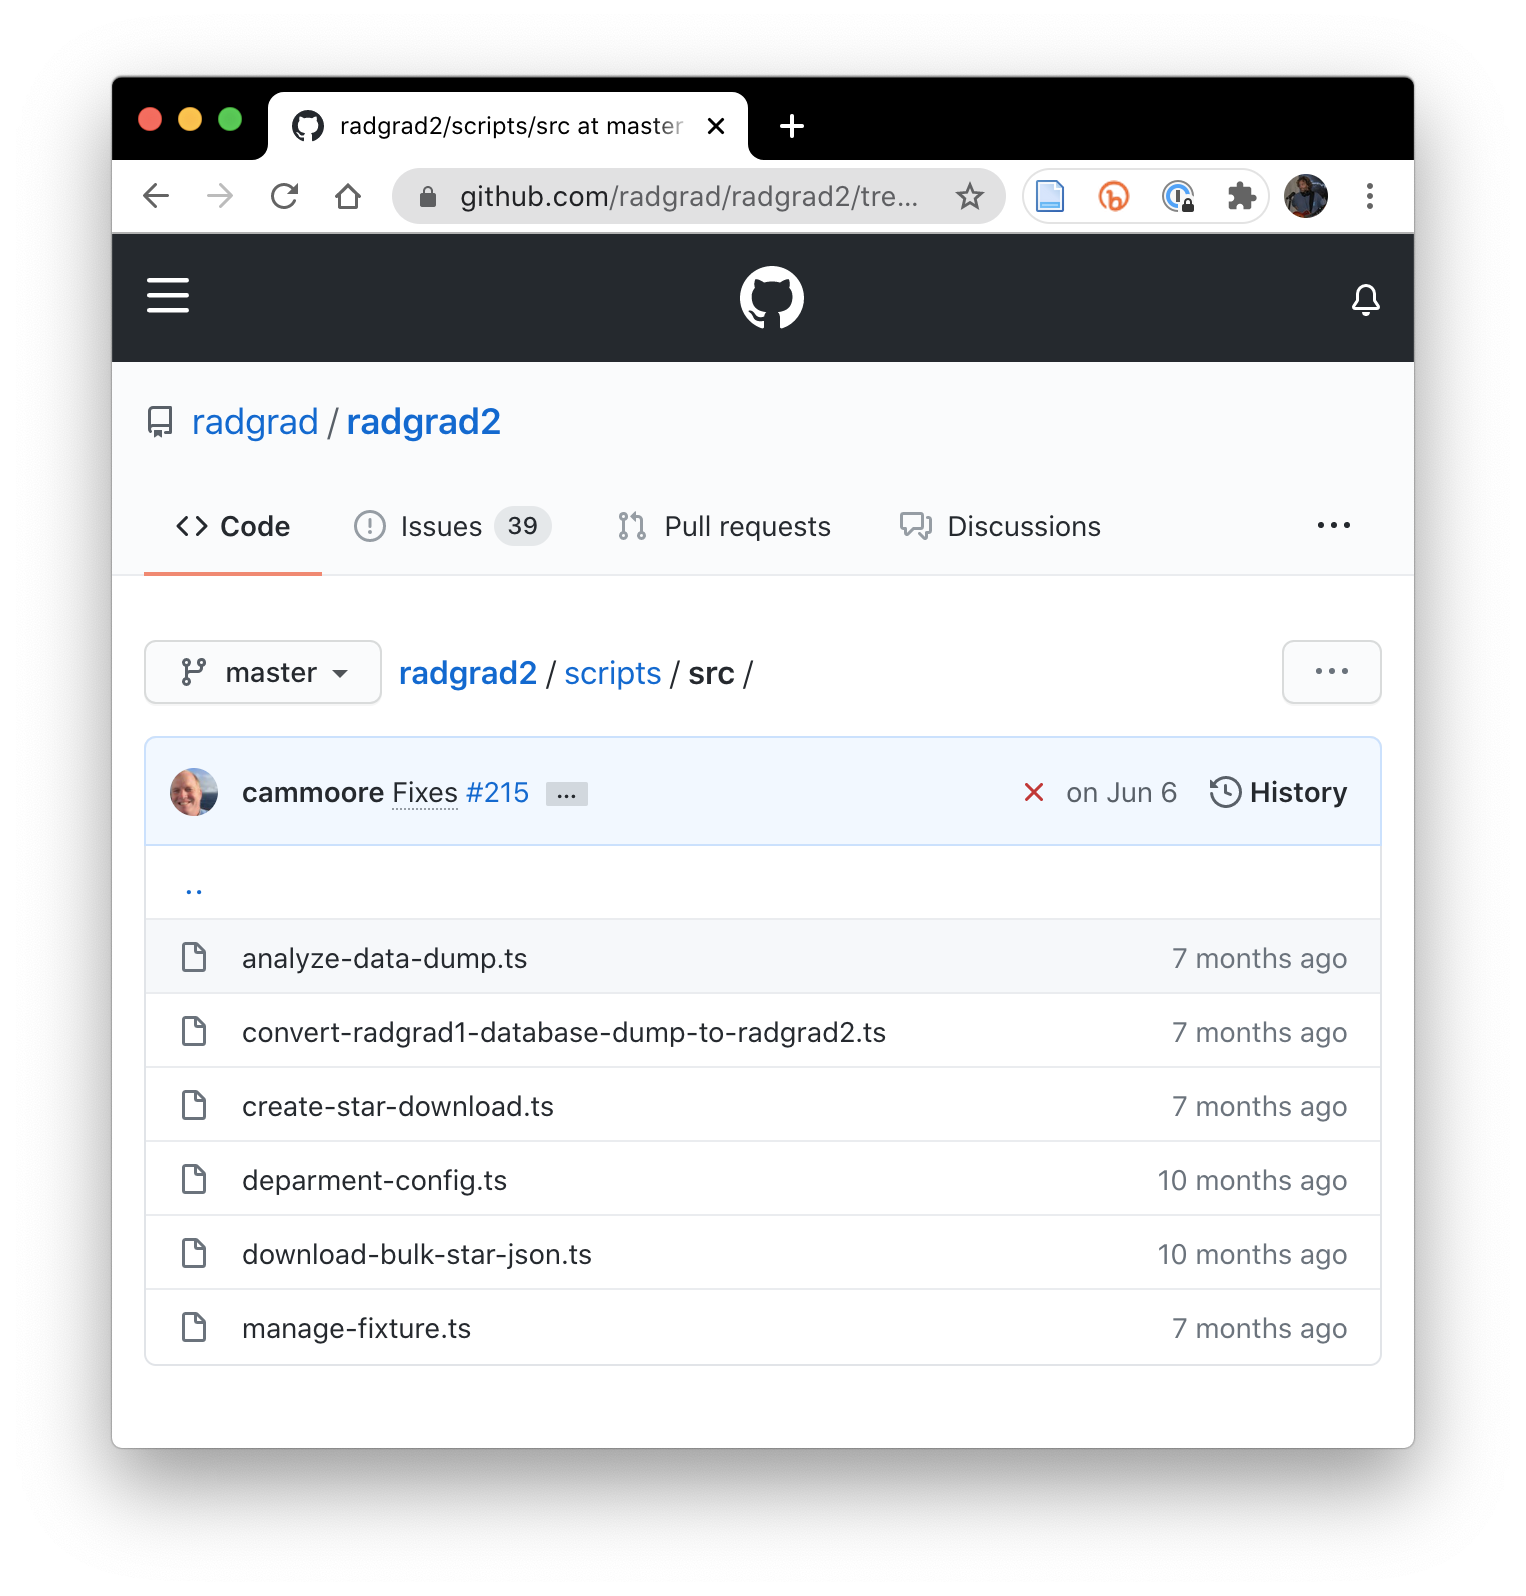 radgrad2/scripts/src at master
github.com/radgrad/radgrad2/tre...
radgrad / radgrad2
Code Issues 39 Pull requests Discussions ...
master radgrad2 / scripts / src / ...
cammoore Fixes #215 ... on Jun 6 History
..
analyze-data-dump.ts 7 months ago
convert-radgrad1-database-dump-to-radgrad2.ts 7 months ago
create-star-download.ts 7 months ago
deparment-config.ts 10 months ago
download-bulk-star-json.ts 10 months ago
manage-fixture.ts 7 months ago